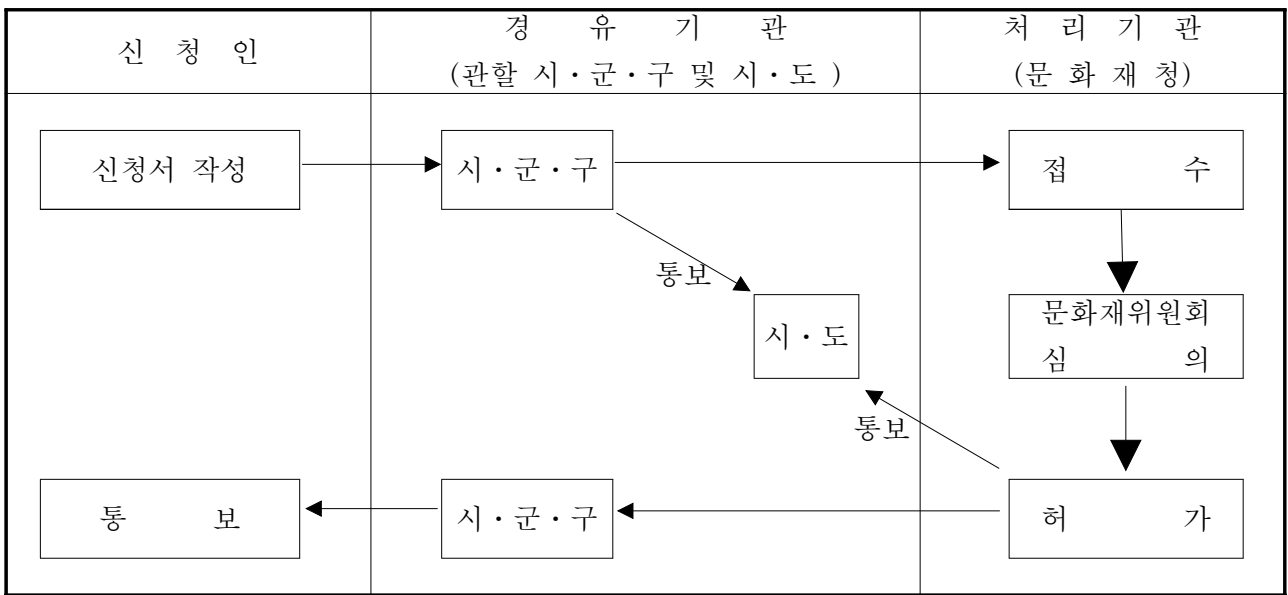 신 청 인
경 유 기 관
(관할 시・군・구 및 시・도 )
처 리 기 관
(문 화 재 청)
신청서 작성
시・군・구
접 수
통보
시・도
문화재위원회
심 의
통보
통 보
시・군・구
허 가